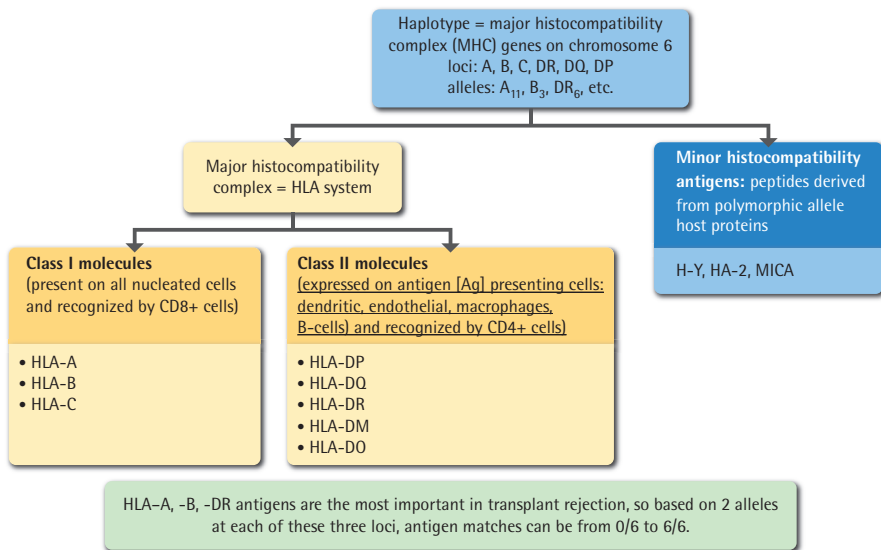 Haplotype = major histocompatibility
complex (MHC) genes on chromosome 6
loci: A, B, C, DR, DQ, DP
alleles: A₁₁, B₃, DR₆, etc.
Major histocompatibility
complex = HLA system
Minor histocompatibility
antigens: peptides derived
from polymorphic allele
host proteins
H-Y, HA-2, MICA
Class I molecules
(present on all nucleated cells
and recognized by CD8+ cells)
• HLA-A
• HLA-B
• HLA-C
Class II molecules
(expressed on antigen [Ag] presenting cells:
dendritic, endothelial, macrophages,
B-cells) and recognized by CD4+ cells)
• HLA-DP
• HLA-DQ
• HLA-DR
• HLA-DM
• HLA-DO
HLA–A, -B, -DR antigens are the most important in transplant rejection, so based on 2 alleles
at each of these three loci, antigen matches can be from 0/6 to 6/6.